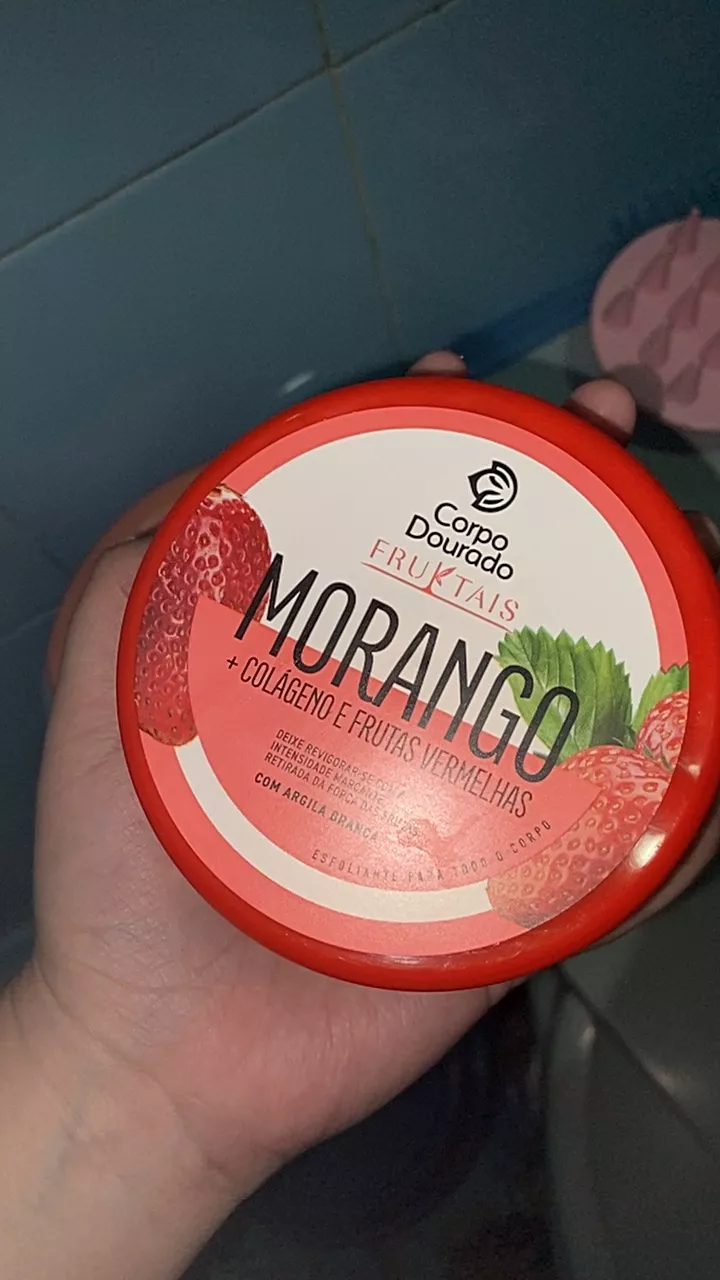 Corpo
Dourado
FRUKTAIS
MORANGO
+ COLÁGENO E FRUTAS VERMELHAS
DEIXE REVIGORAR-SE COM A
INTENSIDADE MARCANTE
RETIRADA DA FORÇA DAS FRUTAS
COM ARGILA BRANCA
ESFOLIANTE PARA TODO O CORPO